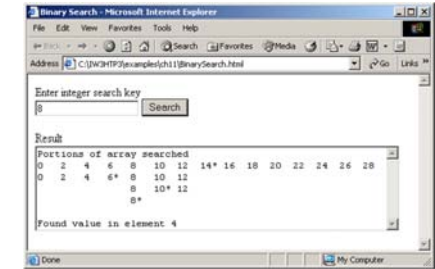 Binary Search - Microsoft Internet Explorer
File Edit View Favorites Tools Help
Search Favorites Media
Address C:\IW3HTP3\examples\ch11\BinarySearch.html Go Links »
Enter integer search key
8 Search
Result
Portions of array searched
0 2 4 6 8 10 12 14* 16 18 20 22 24 26 28
0 2 4 6* 8 10 12
8 10* 12
8*
Found value in element 4
Done My Computer